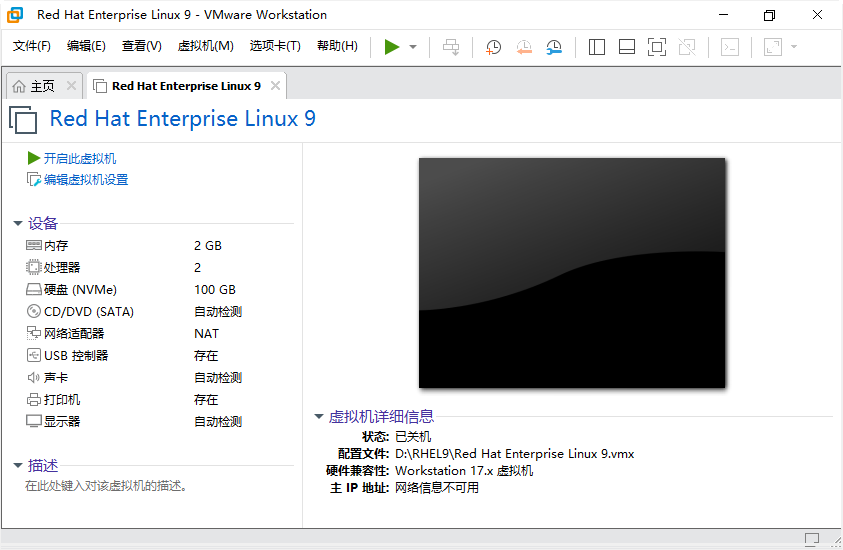 Red Hat Enterprise Linux 9 - VMware Workstation
文件(F) 编辑(E) 查看(V) 虚拟机(M) 选项卡(T) 帮助(H)
主页 Red Hat Enterprise Linux 9
Red Hat Enterprise Linux 9
开启此虚拟机
编辑虚拟机设置
设备
内存 2 GB
处理器 2
硬盘 (NVMe) 100 GB
CD/DVD (SATA) 自动检测
网络适配器 NAT
USB 控制器 存在
声卡 自动检测
打印机 存在
显示器 自动检测
描述
在此处键入对该虚拟机的描述。
虚拟机详细信息
状态: 已关机
配置文件: D:\RHEL9\Red Hat Enterprise Linux 9.vmx
硬件兼容性: Workstation 17.x 虚拟机
主 IP 地址: 网络信息不可用